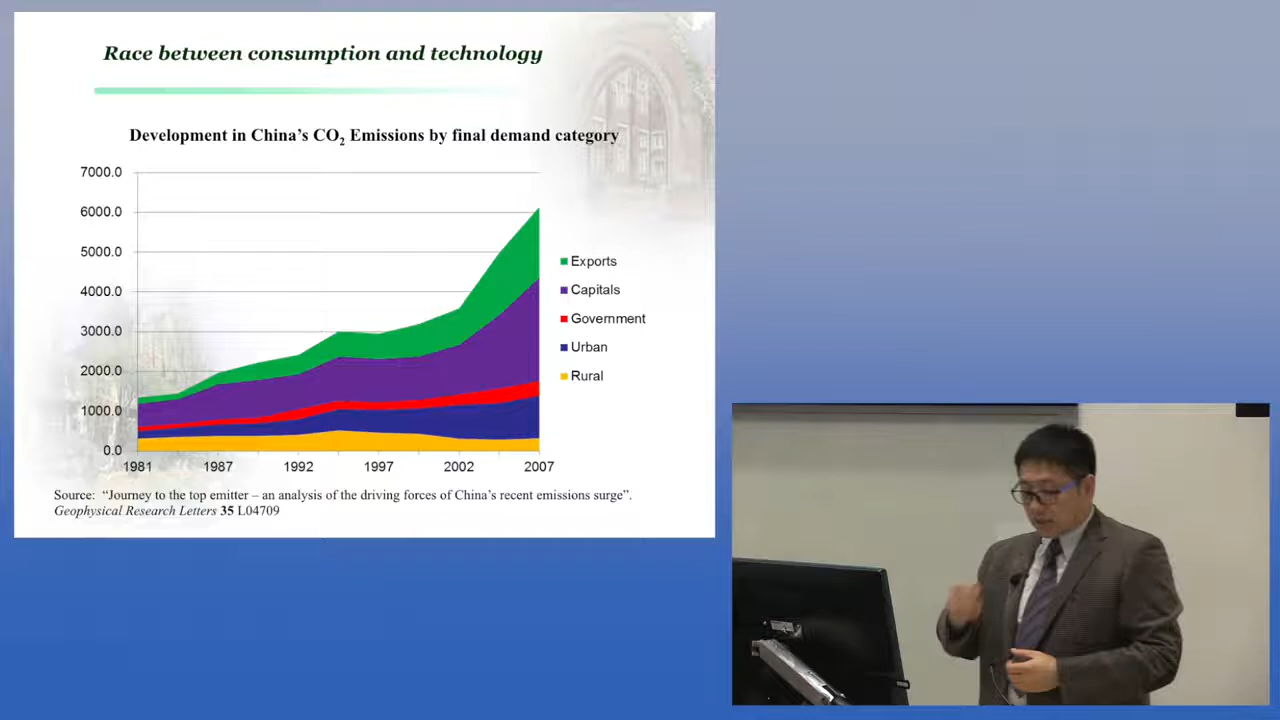 Race between consumption and technology
Development in China's CO2 Emissions by final demand category
7000.0
6000.0
5000.0
4000.0
3000.0
2000.0
1000.0
0.0
1981 1987 1992 1997 2002 2007
Exports
Capitals
Government
Urban
Rural
Source: “Journey to the top emitter – an analysis of the driving forces of China’s recent emissions surge”.
Geophysical Research Letters 35 L04709